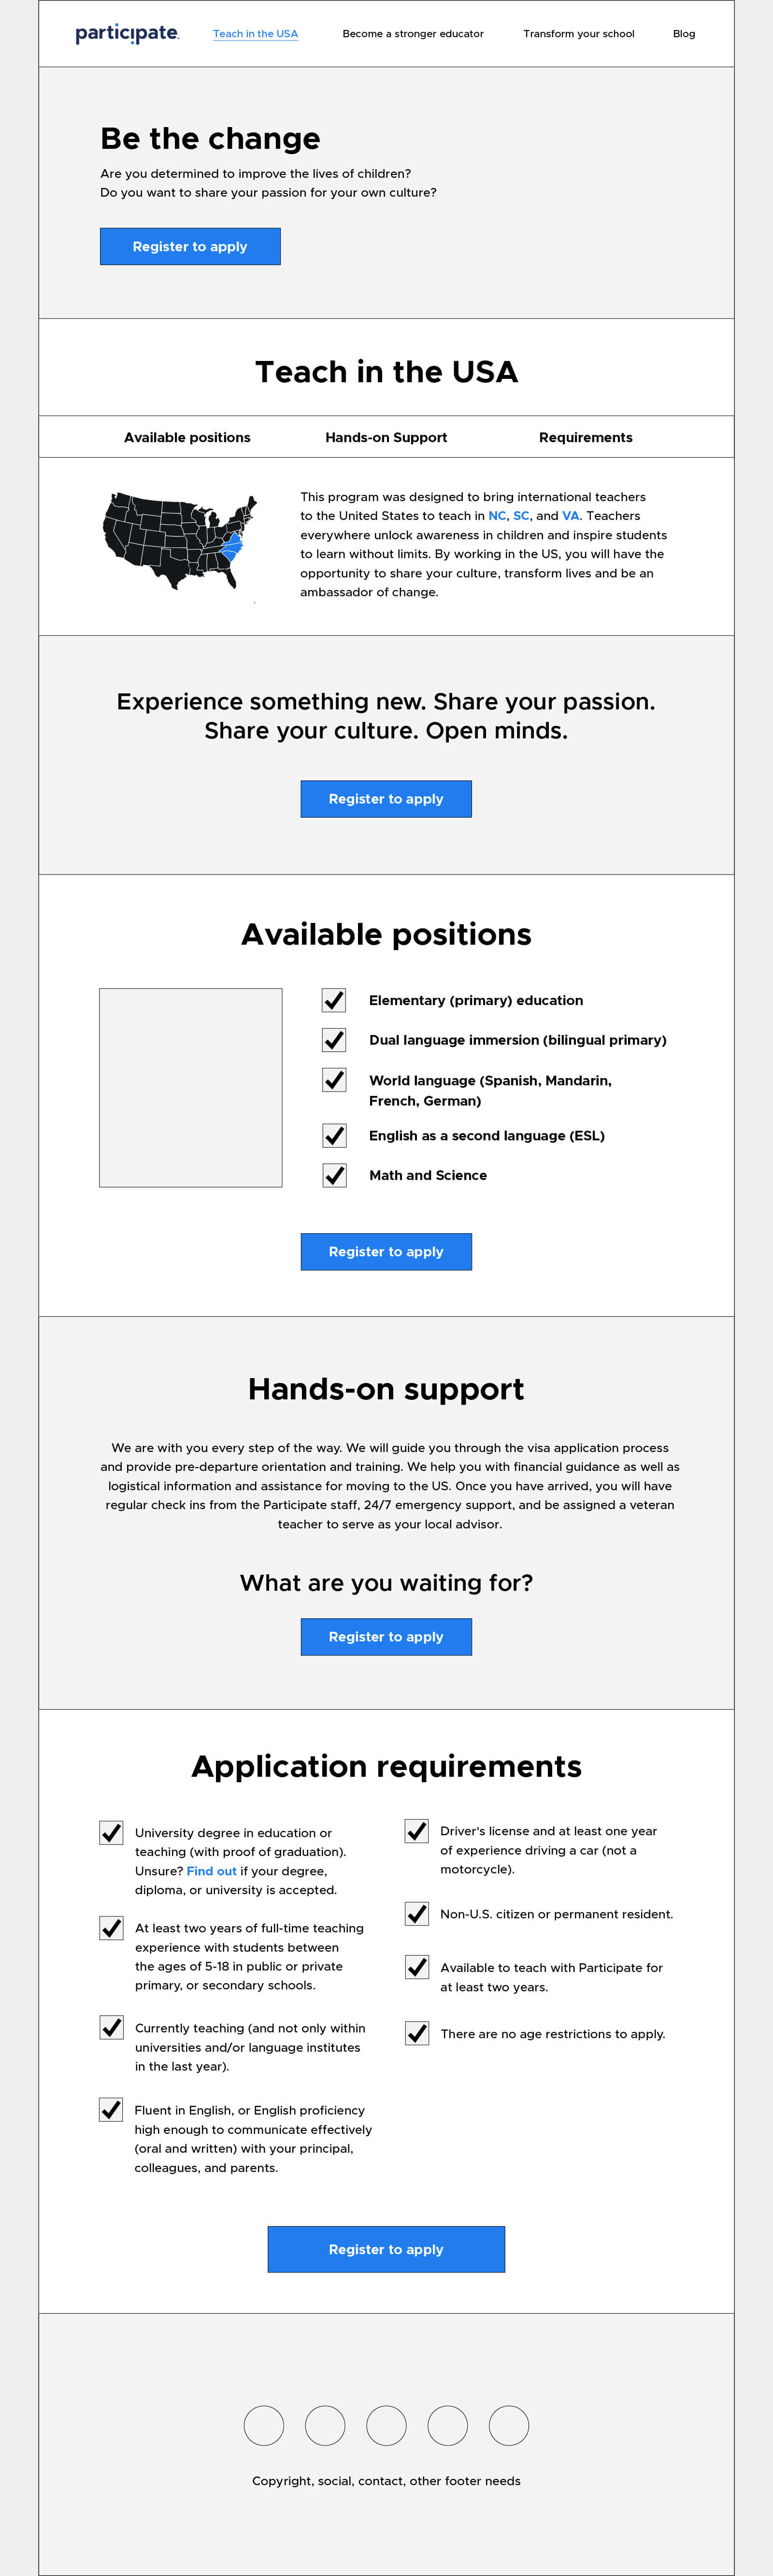 participate.
Teach in the USA
Become a stronger educator
Transform your school
Blog
Be the change
Are you determined to improve the lives of children?
Do you want to share your passion for your own culture?
Register to apply
Teach in the USA
Available positions
Hands-on Support
Requirements
This program was designed to bring international teachers
to the United States to teach in NC, SC, and VA. Teachers
everywhere unlock awareness in children and inspire students
to learn without limits. By working in the US, you will have the
opportunity to share your culture, transform lives and be an
ambassador of change.
Experience something new. Share your passion.
Share your culture. Open minds.
Register to apply
Available positions
Elementary (primary) education
Dual language immersion (bilingual primary)
World language (Spanish, Mandarin,
French, German)
English as a second language (ESL)
Math and Science
Register to apply
Hands-on support
We are with you every step of the way. We will guide you through the visa application process
and provide pre-departure orientation and training. We help you with financial guidance as well as
logistical information and assistance for moving to the US. Once you have arrived, you will have
regular check ins from the Participate staff, 24/7 emergency support, and be assigned a veteran
teacher to serve as your local advisor.
What are you waiting for?
Register to apply
Application requirements
University degree in education or
teaching (with proof of graduation).
Unsure? Find out if your degree,
diploma, or university is accepted.
At least two years of full-time teaching
experience with students between
the ages of 5-18 in public or private
primary, or secondary schools.
Currently teaching (and not only within
universities and/or language institutes
in the last year).
Fluent in English, or English proficiency
high enough to communicate effectively
(oral and written) with your principal,
colleagues, and parents.
Driver's license and at least one year
of experience driving a car (not a
motorcycle).
Non-U.S. citizen or permanent resident.
Available to teach with Participate for
at least two years.
There are no age restrictions to apply.
Register to apply
Copyright, social, contact, other footer needs